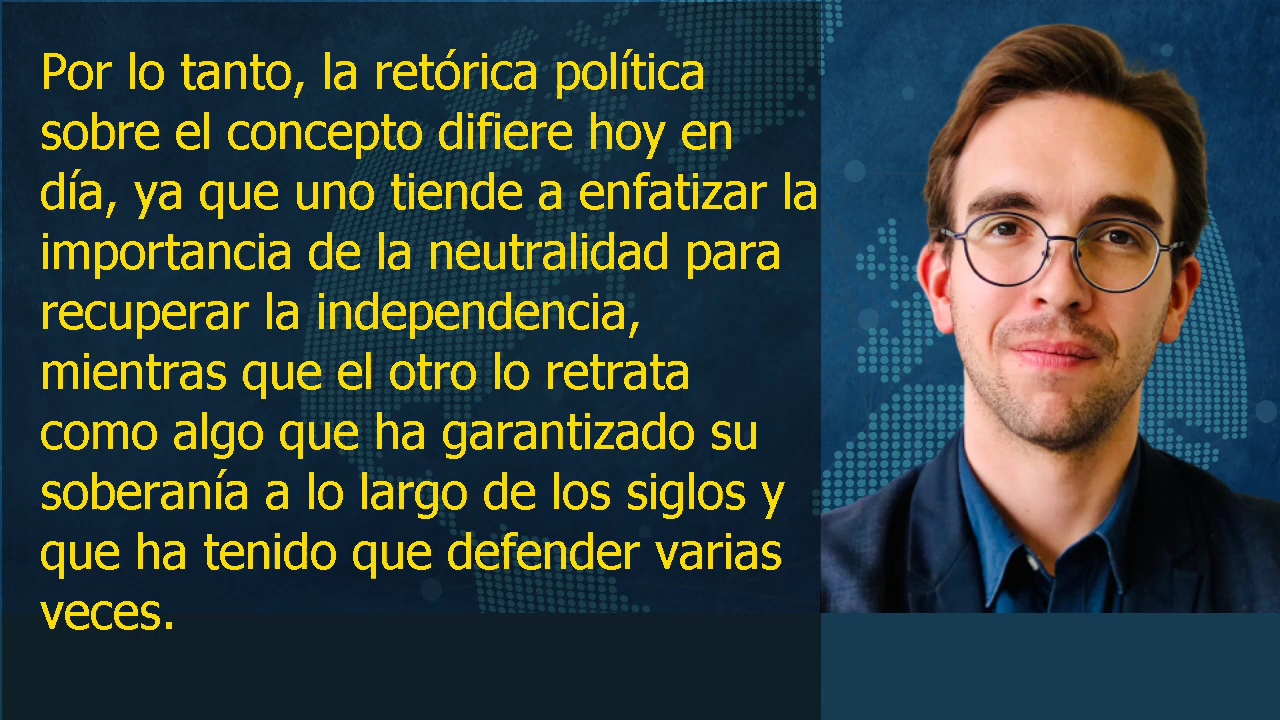 Por lo tanto, la retórica política
sobre el concepto difiere hoy en
día, ya que uno tiende a enfatizar la
importancia de la neutralidad para
recuperar la independencia,
mientras que el otro lo retrata
como algo que ha garantizado su
soberanía a lo largo de los siglos y
que ha tenido que defender varias
veces.